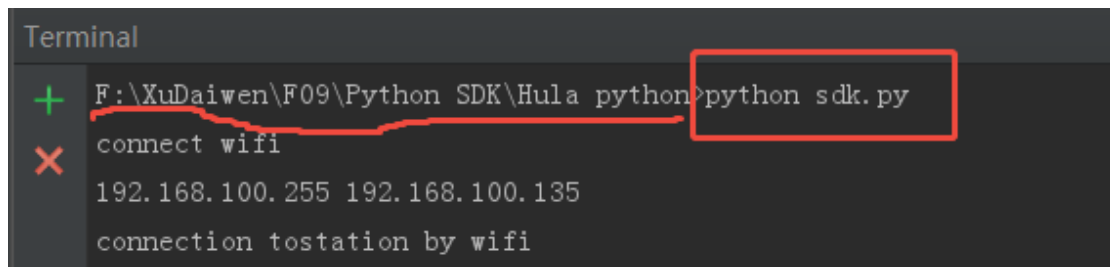 Terminal
F:\XuDaiwen\F09\Python SDK\Hula python>python sdk.py
connect wifi
192.168.100.255 192.168.100.135
connection tostation by wifi